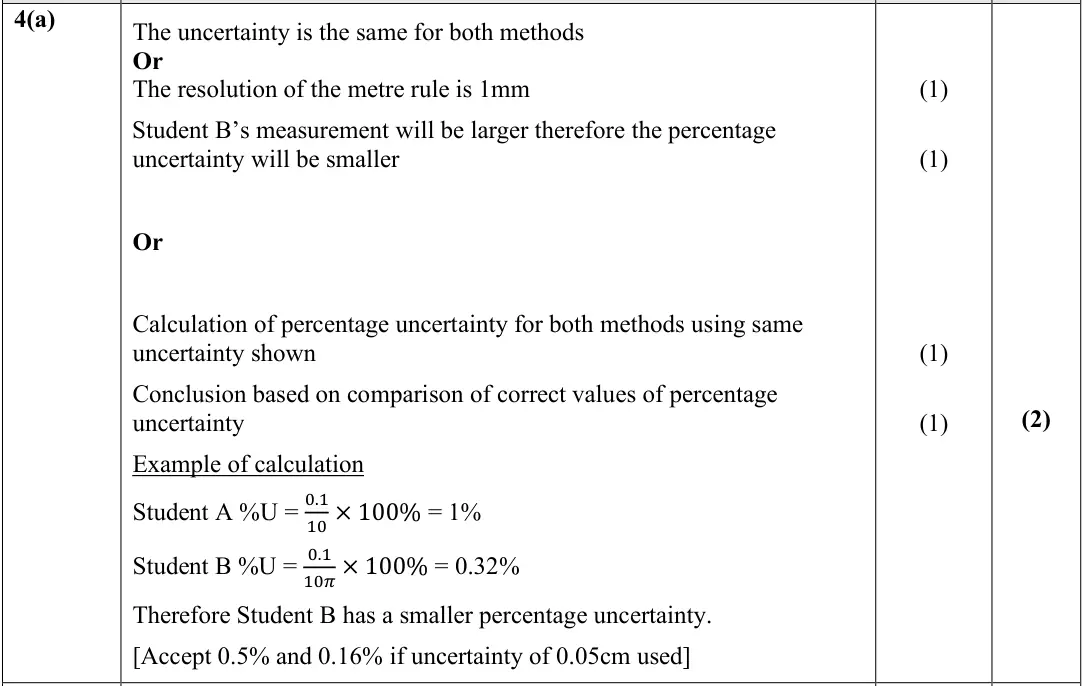 4(a)
The uncertainty is the same for both methods
Or
The resolution of the metre rule is 1mm (1)
Student B’s measurement will be larger therefore the percentage
uncertainty will be smaller (1)
Or
Calculation of percentage uncertainty for both methods using same
uncertainty shown (1)
Conclusion based on comparison of correct values of percentage
uncertainty (1) (2)
Example of calculation
Student A %U = 0.1/10 × 100% = 1%
Student B %U = 0.1/10π × 100% = 0.32%
Therefore Student B has a smaller percentage uncertainty.
[Accept 0.5% and 0.16% if uncertainty of 0.05cm used]